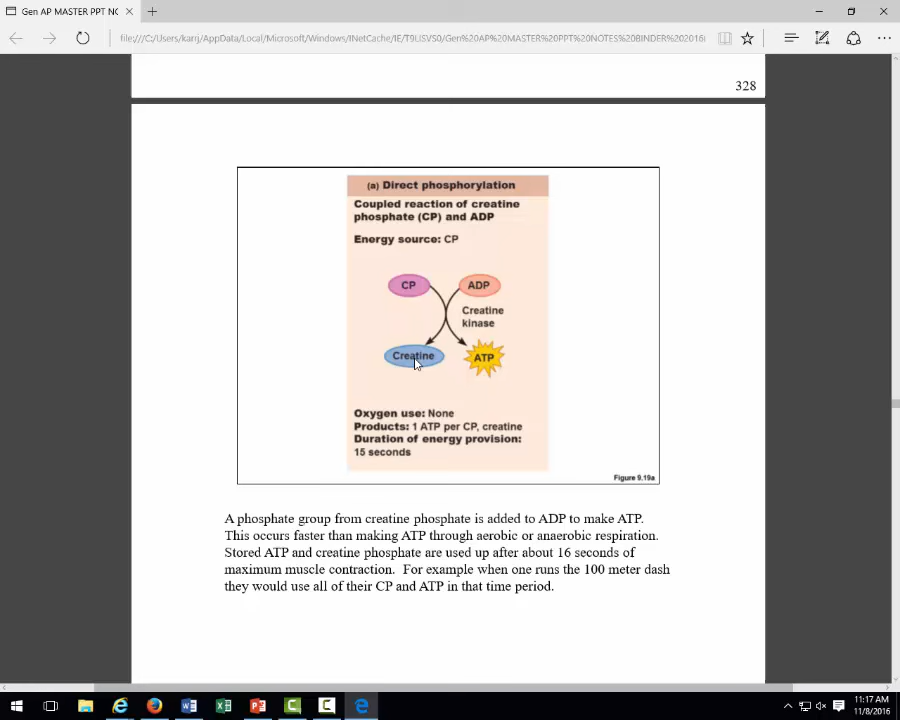 Gen AP MASTER PPT NO
file:///C:/Users/karrj/AppData/Local/Microsoft/Windows/INetCache/IE/T9USVS0/Gen%20AP%20MASTER%20PPT%20NOTES%20BINDER%202016(
328
(a) Direct phosphorylation
Coupled reaction of creatine
phosphate (CP) and ADP
Energy source: CP
CP
ADP
Creatine
kinase
Creatine
ATP
Oxygen use: None
Products: 1 ATP per CP, creatine
Duration of energy provision:
15 seconds
Figure 9.19a
A phosphate group from creatine phosphate is added to ADP to make ATP.
This occurs faster than making ATP through aerobic or anaerobic respiration.
Stored ATP and creatine phosphate are used up after about 16 seconds of
maximum muscle contraction. For example when one runs the 100 meter dash
they would use all of their CP and ATP in that time period.
11:17 AM
11/8/2016